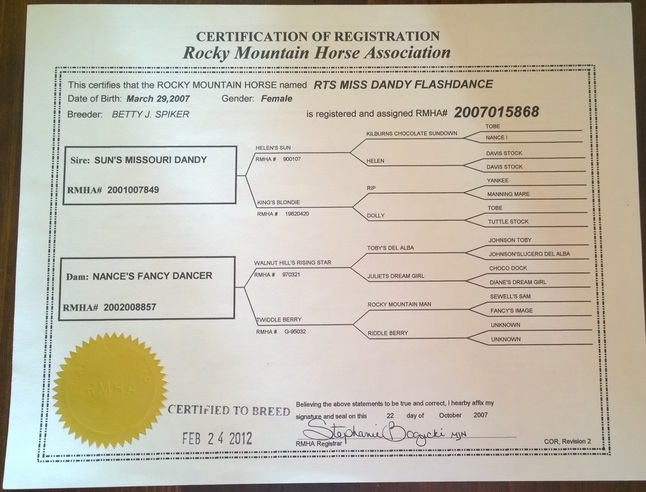 CERTIFICATION OF REGISTRATION
Rocky Mountain Horse Association
This certifies that the ROCKY MOUNTAIN HORSE named RTS MISS DANDY FLASHDANCE
Date of Birth: March 29,2007 Gender: Female
Breeder: BETTY J. SPIKER is registered and assigned RMHA# 2007015868
TOBE
KILBURNS CHOCOLATE SUNDOWN
NANCE I
HELEN'S SUN
RMHA # 900107
DAVIS STOCK
Sire: SUN'S MISSOURI DANDY
HELEN
DAVIS STOCK
RMHA# 2001007849
YANKEE
RIP
MANNING MARE
KING'S BLONDIE
RMHA # 19820420
TOBE
DOLLY
TUTTLE STOCK
JOHNSON TOBY
TOBY'S DEL ALBA
JOHNSON'SLUCERO DEL ALBA
WALNUT HILL'S RISING STAR
RMHA # 970321
CHOCO DOCK
Dam: NANCE'S FANCY DANCER
JULIETS DREAM GIRL
DIANE'S DREAM GIRL
RMHA# 2002008857
SEWELL'S SAM
ROCKY MOUNTAIN MAN
FANCY'S IMAGE
TWIDDLE BERRY
RMHA # G-95032
UNKNOWN
RIDDLE BERRY
UNKNOWN
RMHA
CERTIFIED TO BREED
FEB 24 2012
Believing the above statements to be true and correct, I hearby affix my
signature and seal on this 22 day of October 2007
Stephanie Bogycki
RMHA Registrar
COR, Revision 2